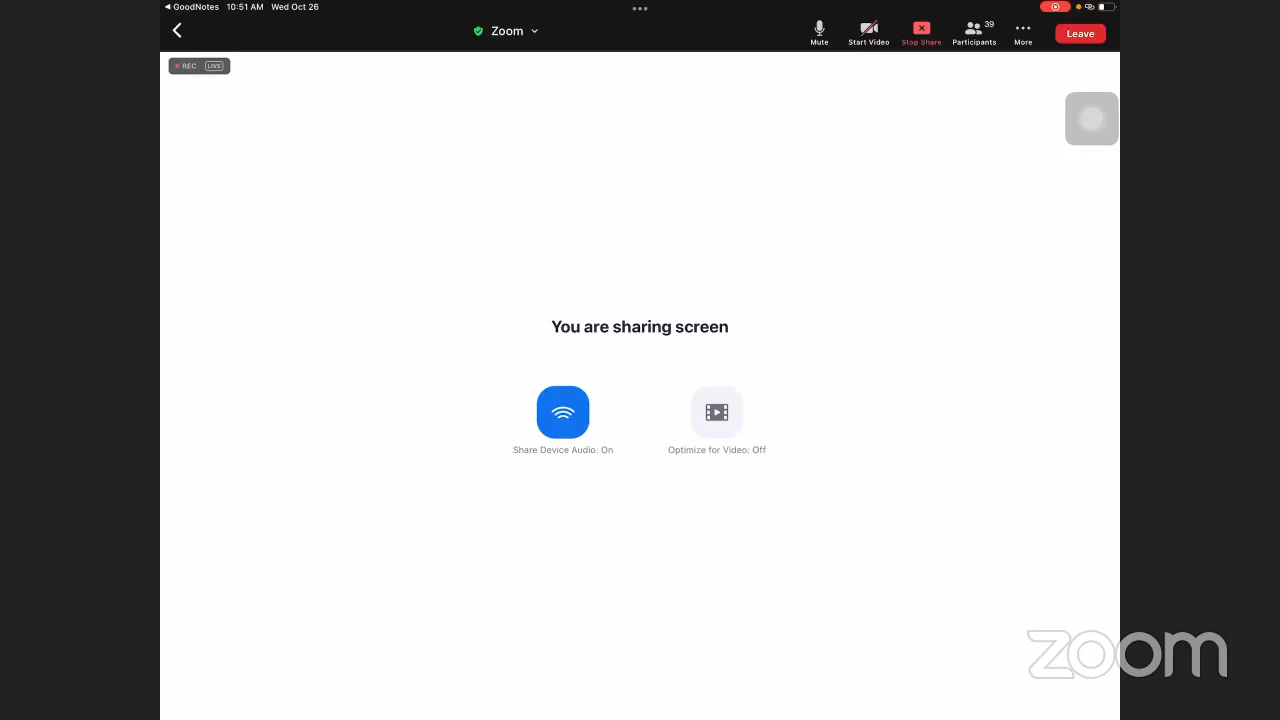 GoodNotes 10:51 AM Wed Oct 26
Zoom
Mute
Start Video
Stop Share
39
Participants
More
Leave
REC LIVE
You are sharing screen
Share Device Audio: On
Optimize for Video: Off
zoom